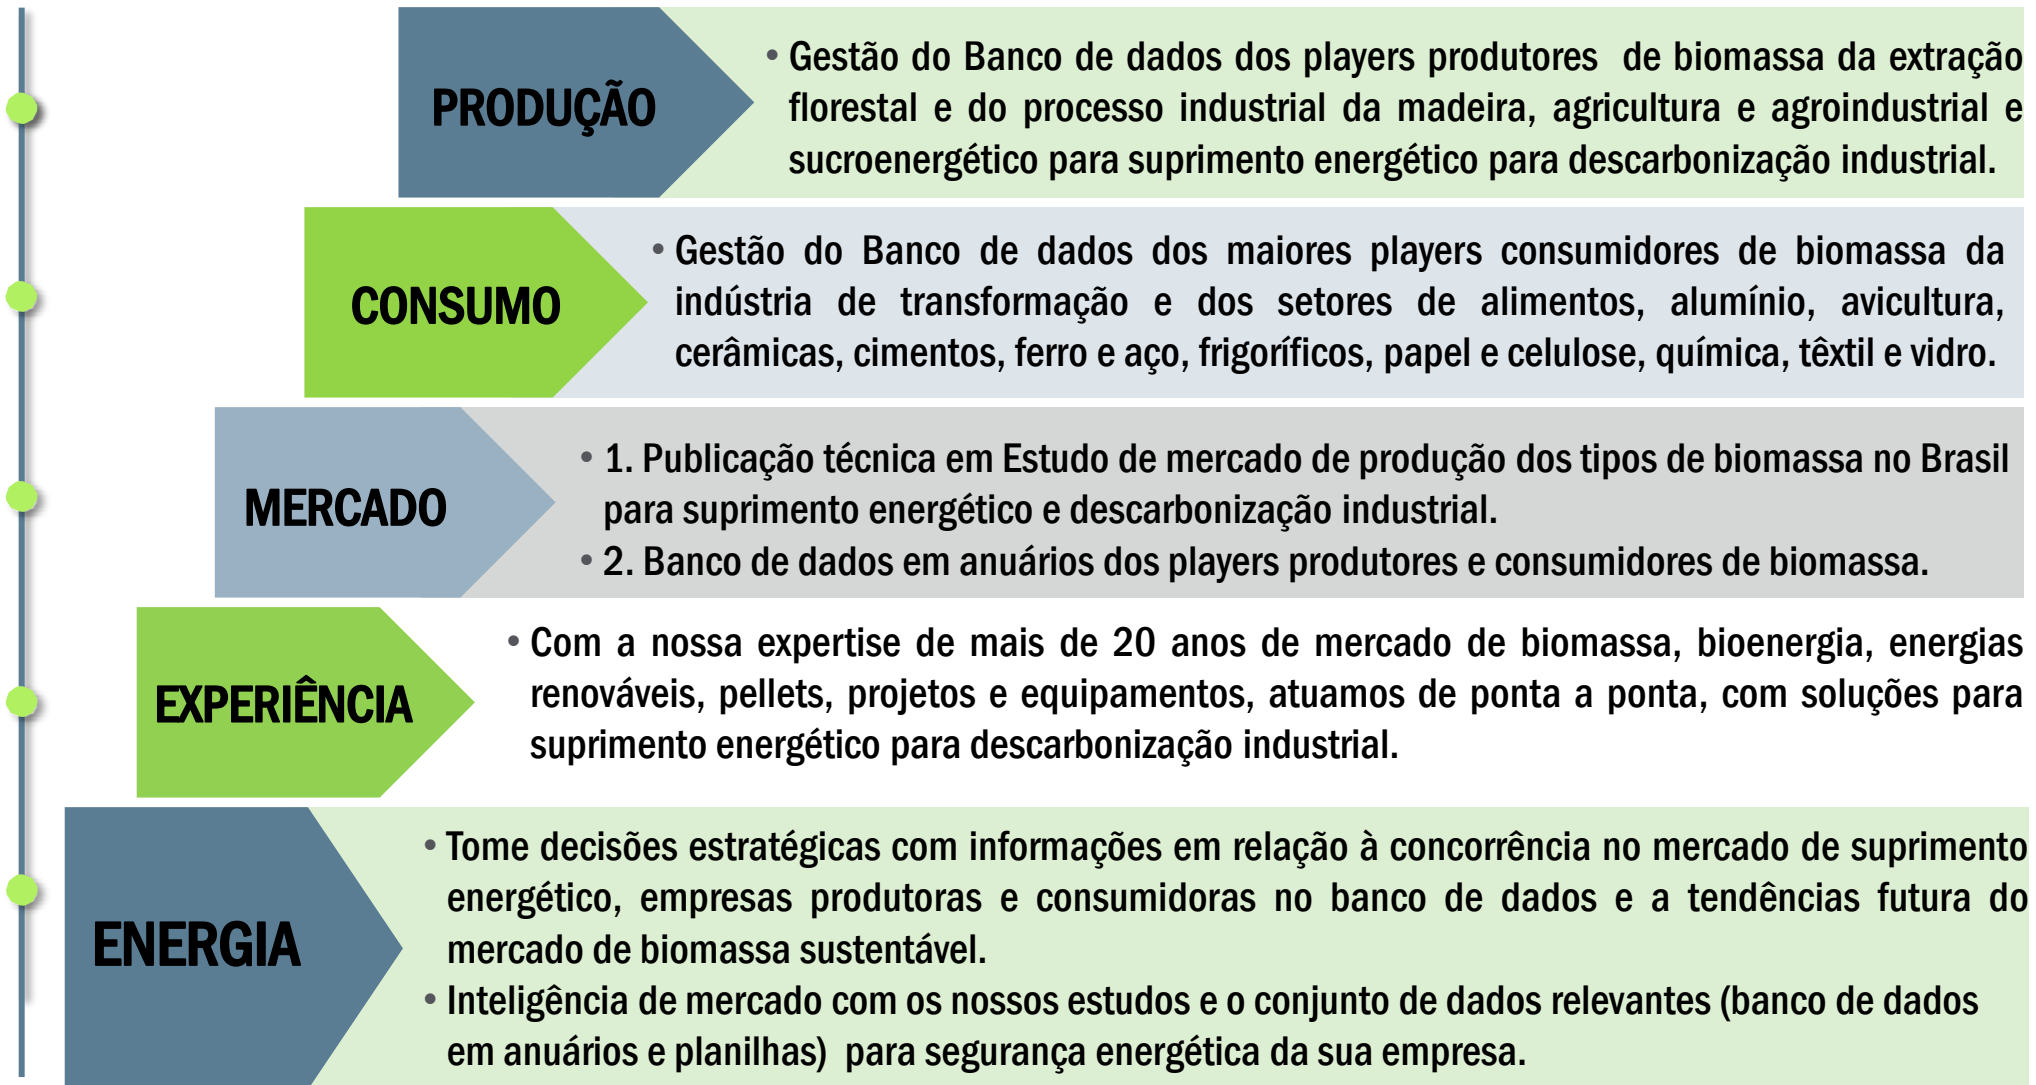 PRODUÇÃO
• Gestão do Banco de dados dos players produtores de biomassa da extração
florestal e do processo industrial da madeira, agricultura e agroindustrial e
sucroenergético para suprimento energético para descarbonização industrial.
CONSUMO
• Gestão do Banco de dados dos maiores players consumidores de biomassa da
indústria de transformação e dos setores de alimentos, alumínio, avicultura,
cerâmicas, cimentos, ferro e aço, frigoríficos, papel e celulose, química, têxtil e vidro.
MERCADO
• 1. Publicação técnica em Estudo de mercado de produção dos tipos de biomassa no Brasil
para suprimento energético e descarbonização industrial.
• 2. Banco de dados em anuários dos players produtores e consumidores de biomassa.
EXPERIÊNCIA
• Com a nossa expertise de mais de 20 anos de mercado de biomassa, bioenergia, energias
renováveis, pellets, projetos e equipamentos, atuamos de ponta a ponta, com soluções para
suprimento energético para descarbonização industrial.
ENERGIA
• Tome decisões estratégicas com informações em relação à concorrência no mercado de suprimento
energético, empresas produtoras e consumidoras no banco de dados e a tendências futura do
mercado de biomassa sustentável.
• Inteligência de mercado com os nossos estudos e o conjunto de dados relevantes (banco de dados
em anuários e planilhas) para segurança energética da sua empresa.